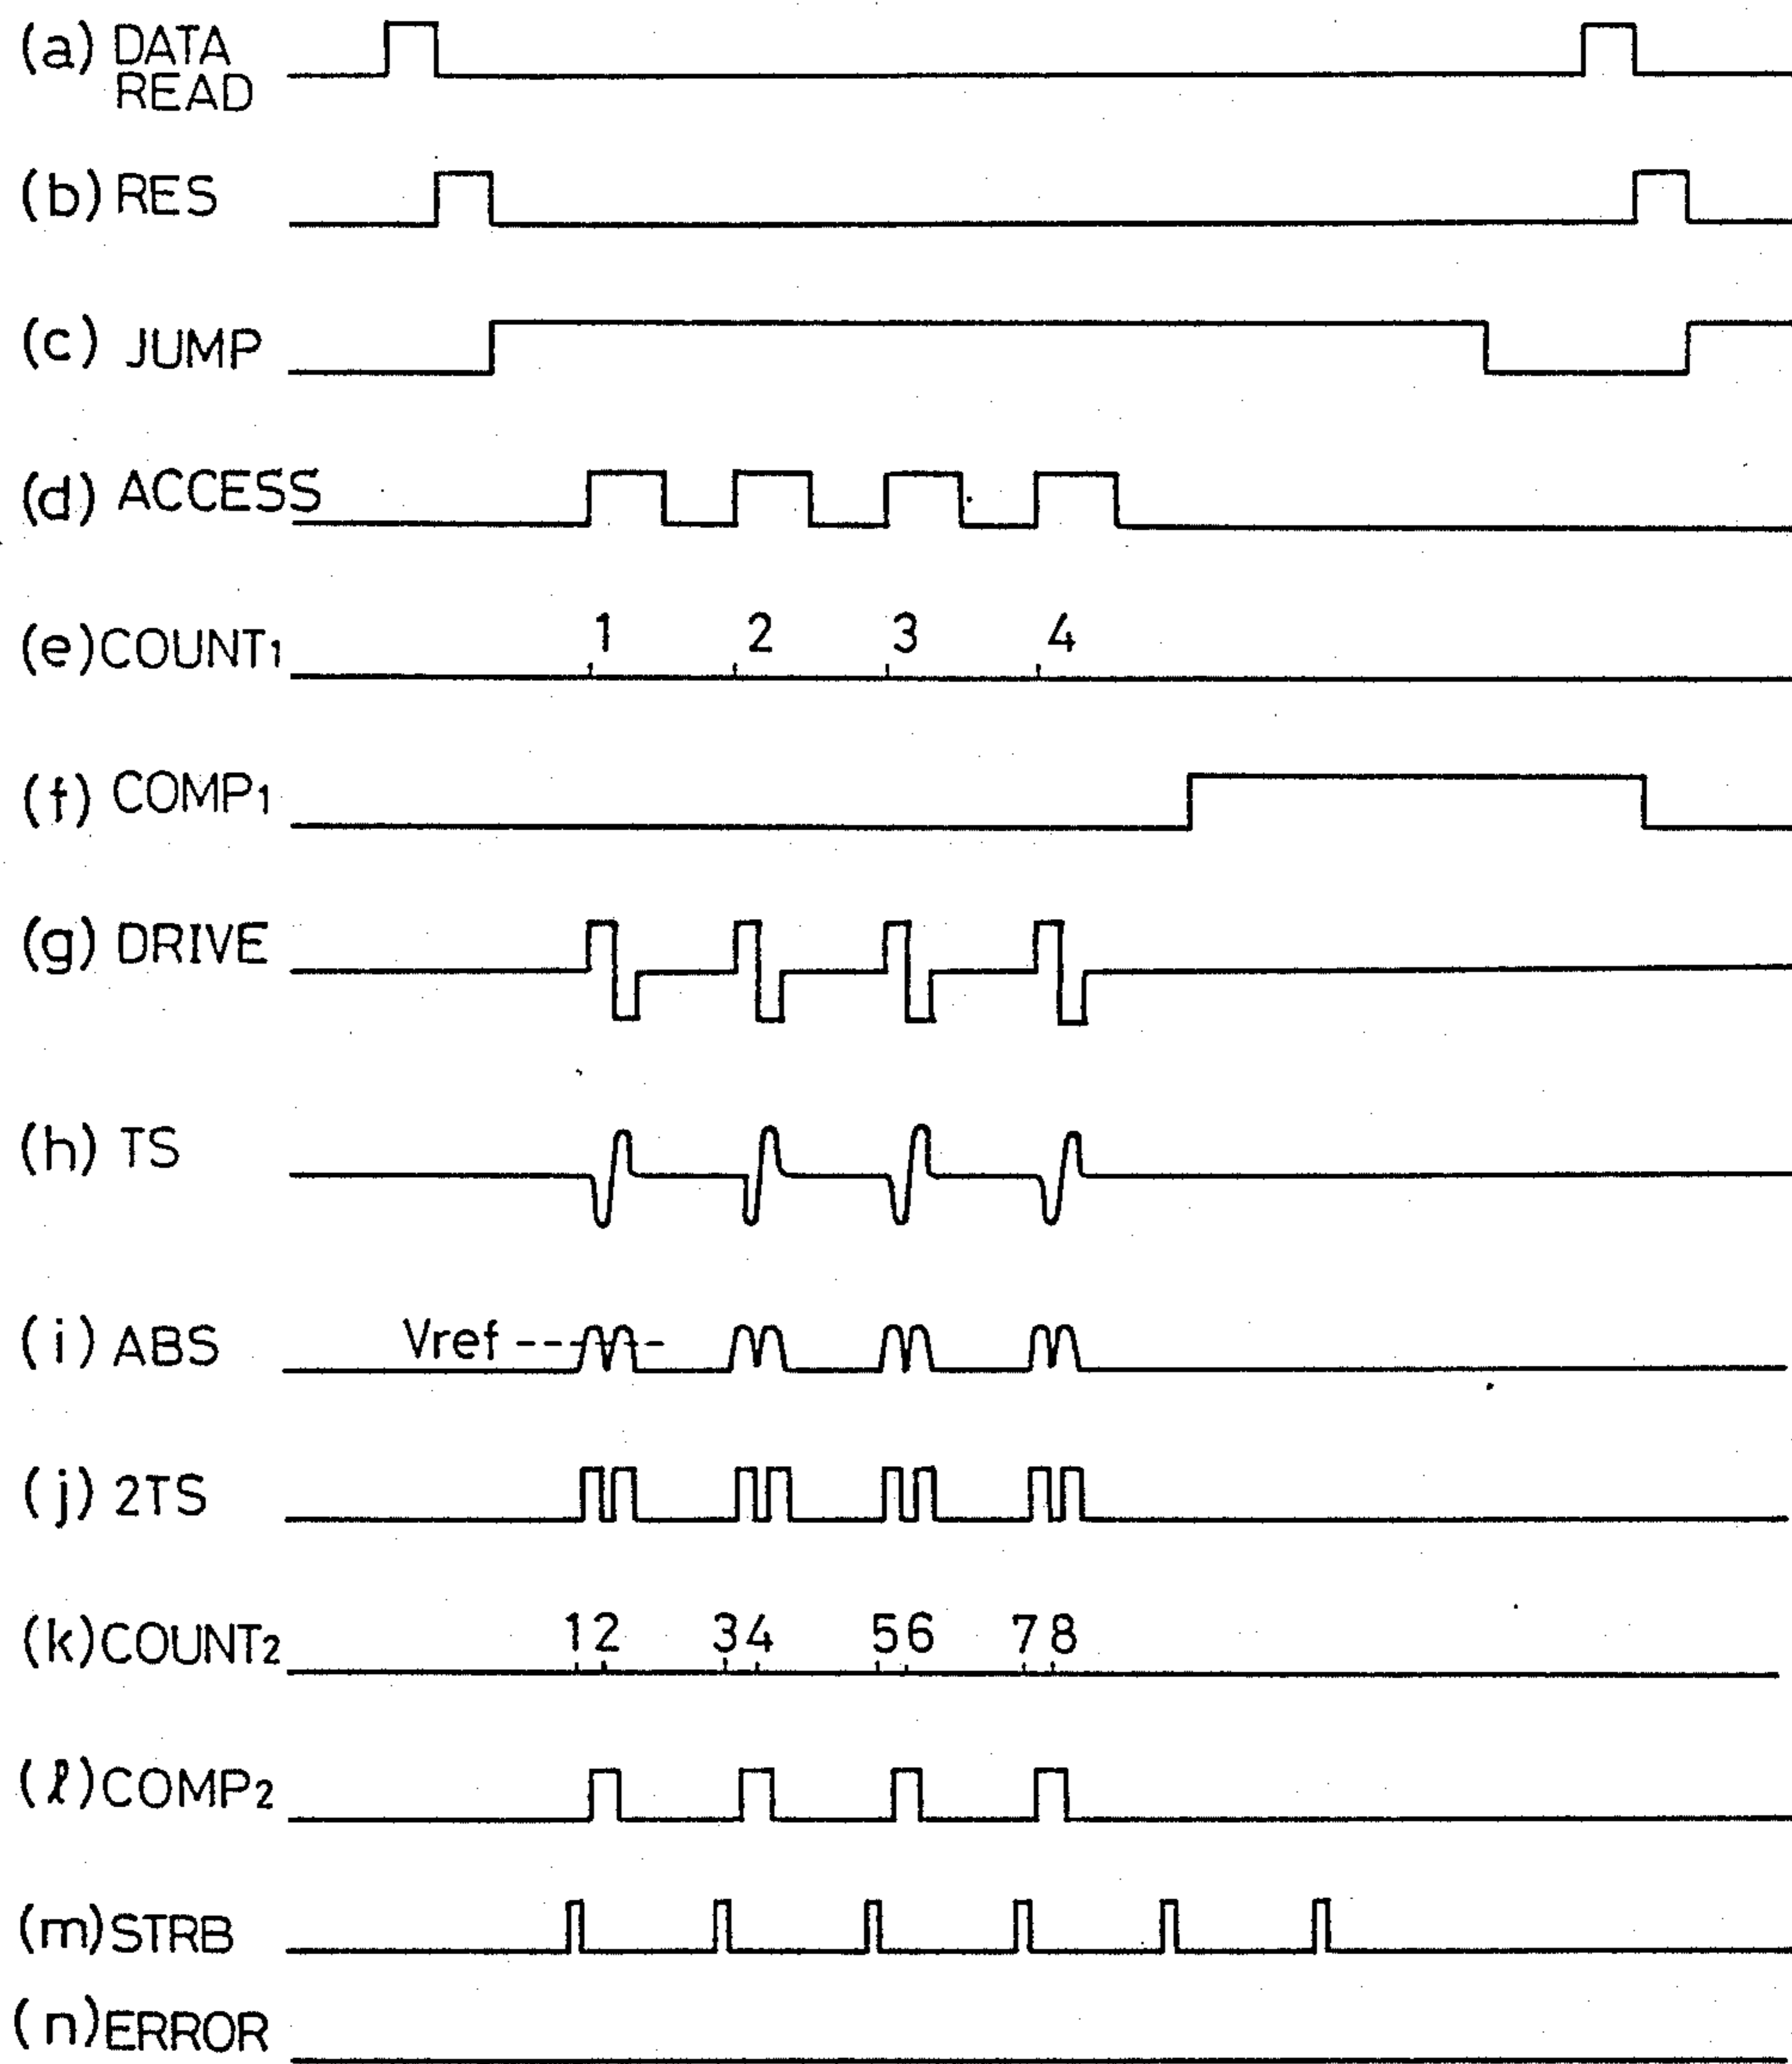 (a) DATA
READ
(b) RES
(c) JUMP
(d) ACCESS
(e) COUNT1
1 2 3 4
(f) COMP1
(g) DRIVE
(h) TS
(i) ABS
Vref
(j) 2TS
(k) COUNT2
12 34 56 78
(l) COMP2
(m) STRB
(n) ERROR